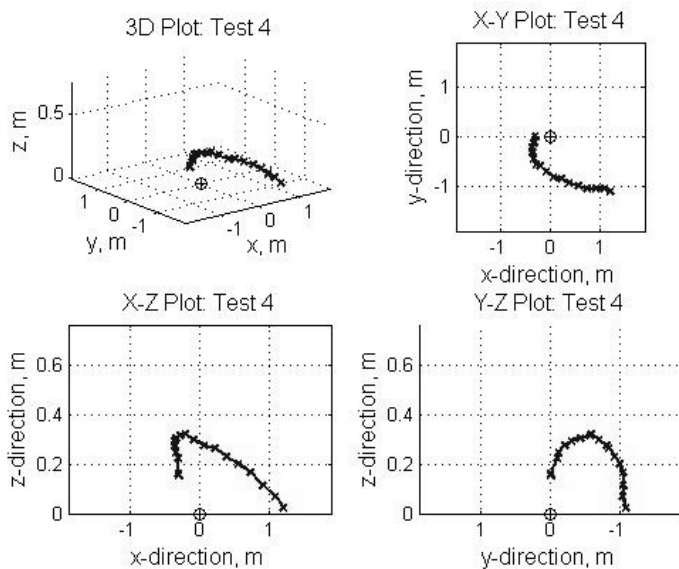 3D Plot: Test 4
z, m
0.5
0
y, m
1
0
-1
x, m
-1
0
1
X-Y Plot: Test 4
y-direction, m
1
0
-1
-1
0
1
x-direction, m
X-Z Plot: Test 4
z-direction, m
0.6
0.4
0.2
0
-1
0
1
x-direction, m
Y-Z Plot: Test 4
z-direction, m
0.6
0.4
0.2
0
1
0
-1
y-direction, m